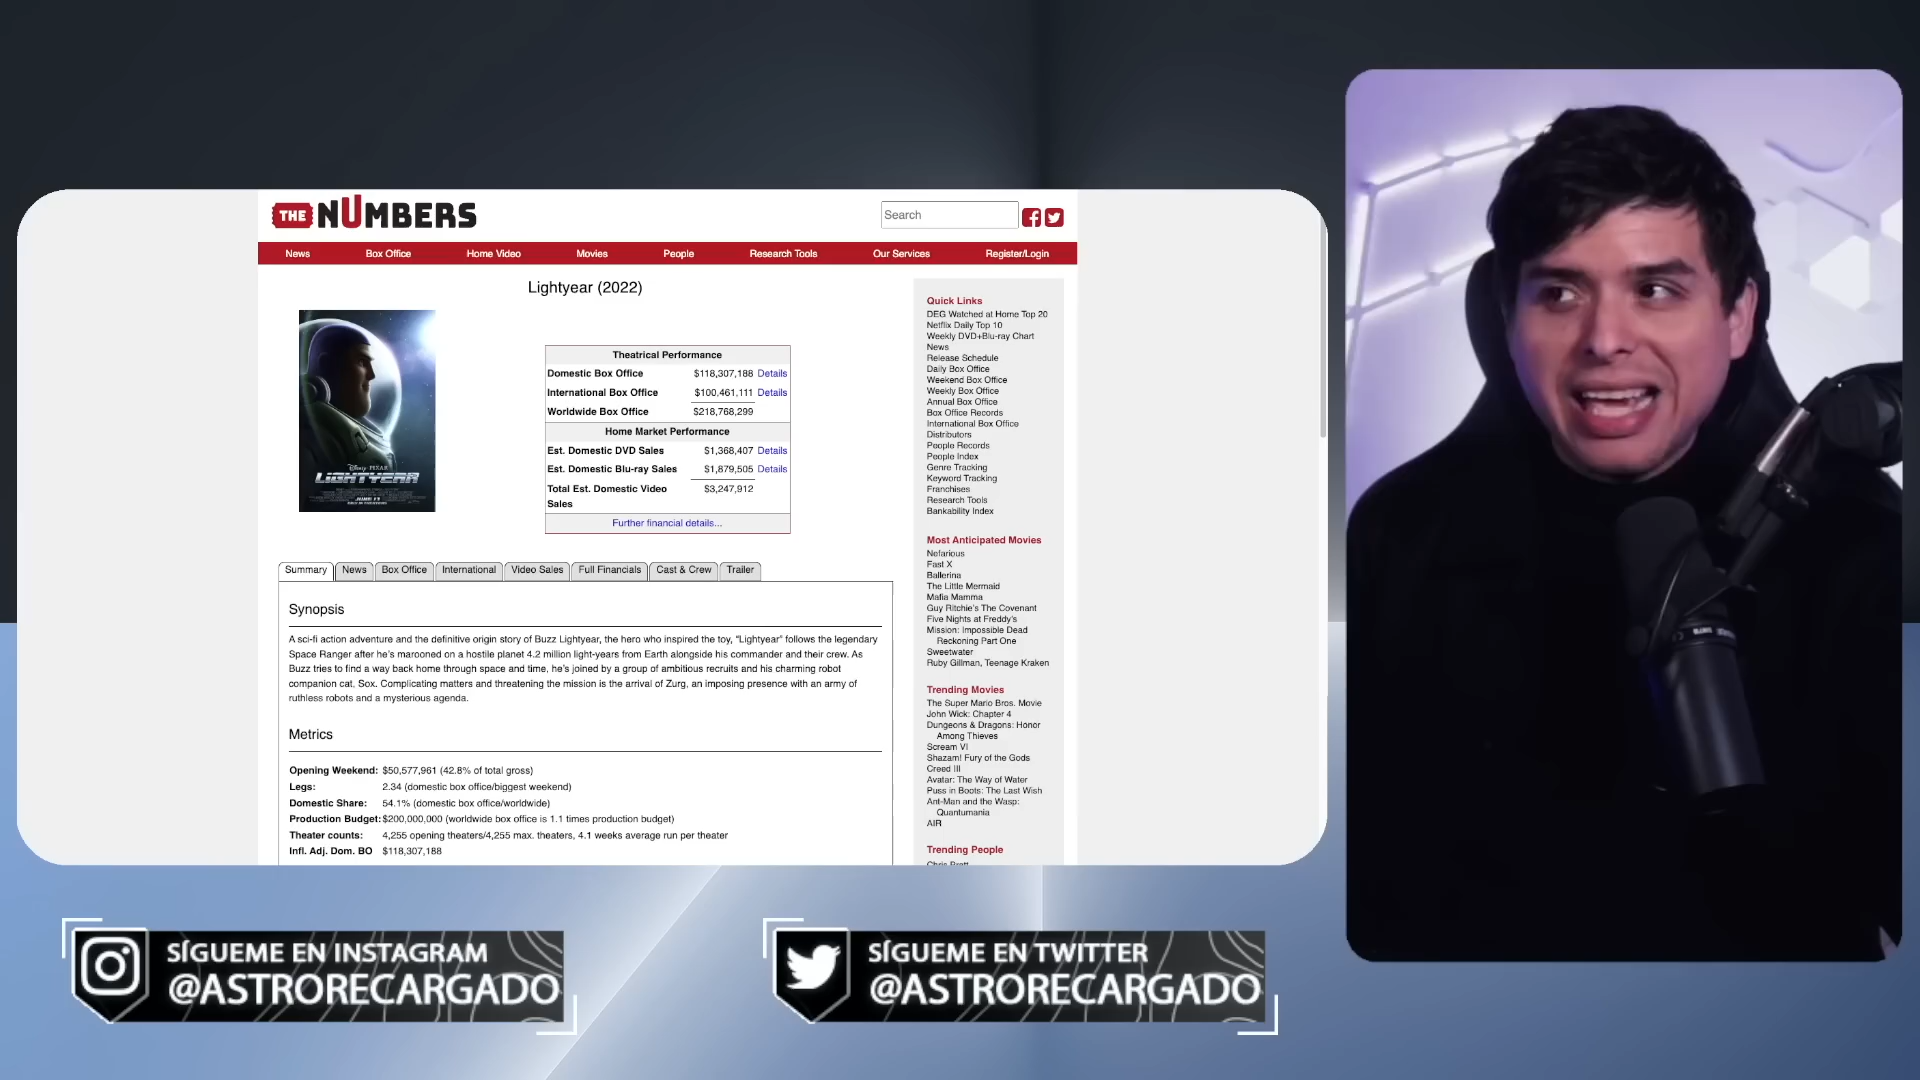 THE NUMBERS
Search
News Box Office Home Video Movies People Research Tools Our Services Register/Login
Lightyear (2022)
Disney PIXAR
LIGHTYEAR
Theatrical Performance
Domestic Box Office $118,307,188 Details
International Box Office $100,461,111 Details
Worldwide Box Office $218,768,299
Home Market Performance
Est. Domestic DVD Sales $1,368,407 Details
Est. Domestic Blu-ray Sales $1,879,505 Details
Total Est. Domestic Video $3,247,912
Sales
Further financial details...
Summary News Box Office International Video Sales Full Financials Cast & Crew Trailer
Synopsis
A sci-fi action adventure and the definitive origin story of Buzz Lightyear, the hero who inspired the toy, “Lightyear” follows the legendary
Space Ranger after he’s marooned on a hostile planet 4.2 million light-years from Earth alongside his commander and their crew. As
Buzz tries to find a way back home through space and time, he’s joined by a group of ambitious recruits and his charming robot
companion cat, Sox. Complicating matters and threatening the mission is the arrival of Zurg, an imposing presence with an army of
ruthless robots and a mysterious agenda.
Metrics
Opening Weekend: $50,577,961 (42.8% of total gross)
Legs: 2.34 (domestic box office/biggest weekend)
Domestic Share: 54.1% (domestic box office/worldwide)
Production Budget: $200,000,000 (worldwide box office is 1.1 times production budget)
Theater counts: 4,255 opening theaters/4,255 max. theaters, 4.1 weeks average run per theater
Infl. Adj. Dom. BO $118,307,188
Quick Links
DEG Watched at Home Top 20
Netflix Daily Top 10
Weekly DVD+Blu-ray Chart
News
Release Schedule
Daily Box Office
Weekend Box Office
Weekly Box Office
Annual Box Office
Box Office Records
International Box Office
Distributors
People Records
People Index
Genre Tracking
Keyword Tracking
Franchises
Research Tools
Bankability Index
Most Anticipated Movies
Nefarious
Fast X
Ballerina
The Little Mermaid
Mafia Mamma
Guy Ritchie's The Covenant
Five Nights at Freddy's
Mission: Impossible Dead
Reckoning Part One
Sweetwater
Ruby Gillman, Teenage Kraken
Trending Movies
The Super Mario Bros. Movie
John Wick: Chapter 4
Dungeons & Dragons: Honor
Among Thieves
Scream VI
Shazam! Fury of the Gods
Creed III
Avatar: The Way of Water
Puss in Boots: The Last Wish
Ant-Man and the Wasp:
Quantumania
AIR
Trending People
SÍGUEME EN INSTAGRAM
@ASTRORECARGADO
SÍGUEME EN TWITTER
@ASTRORECARGADO